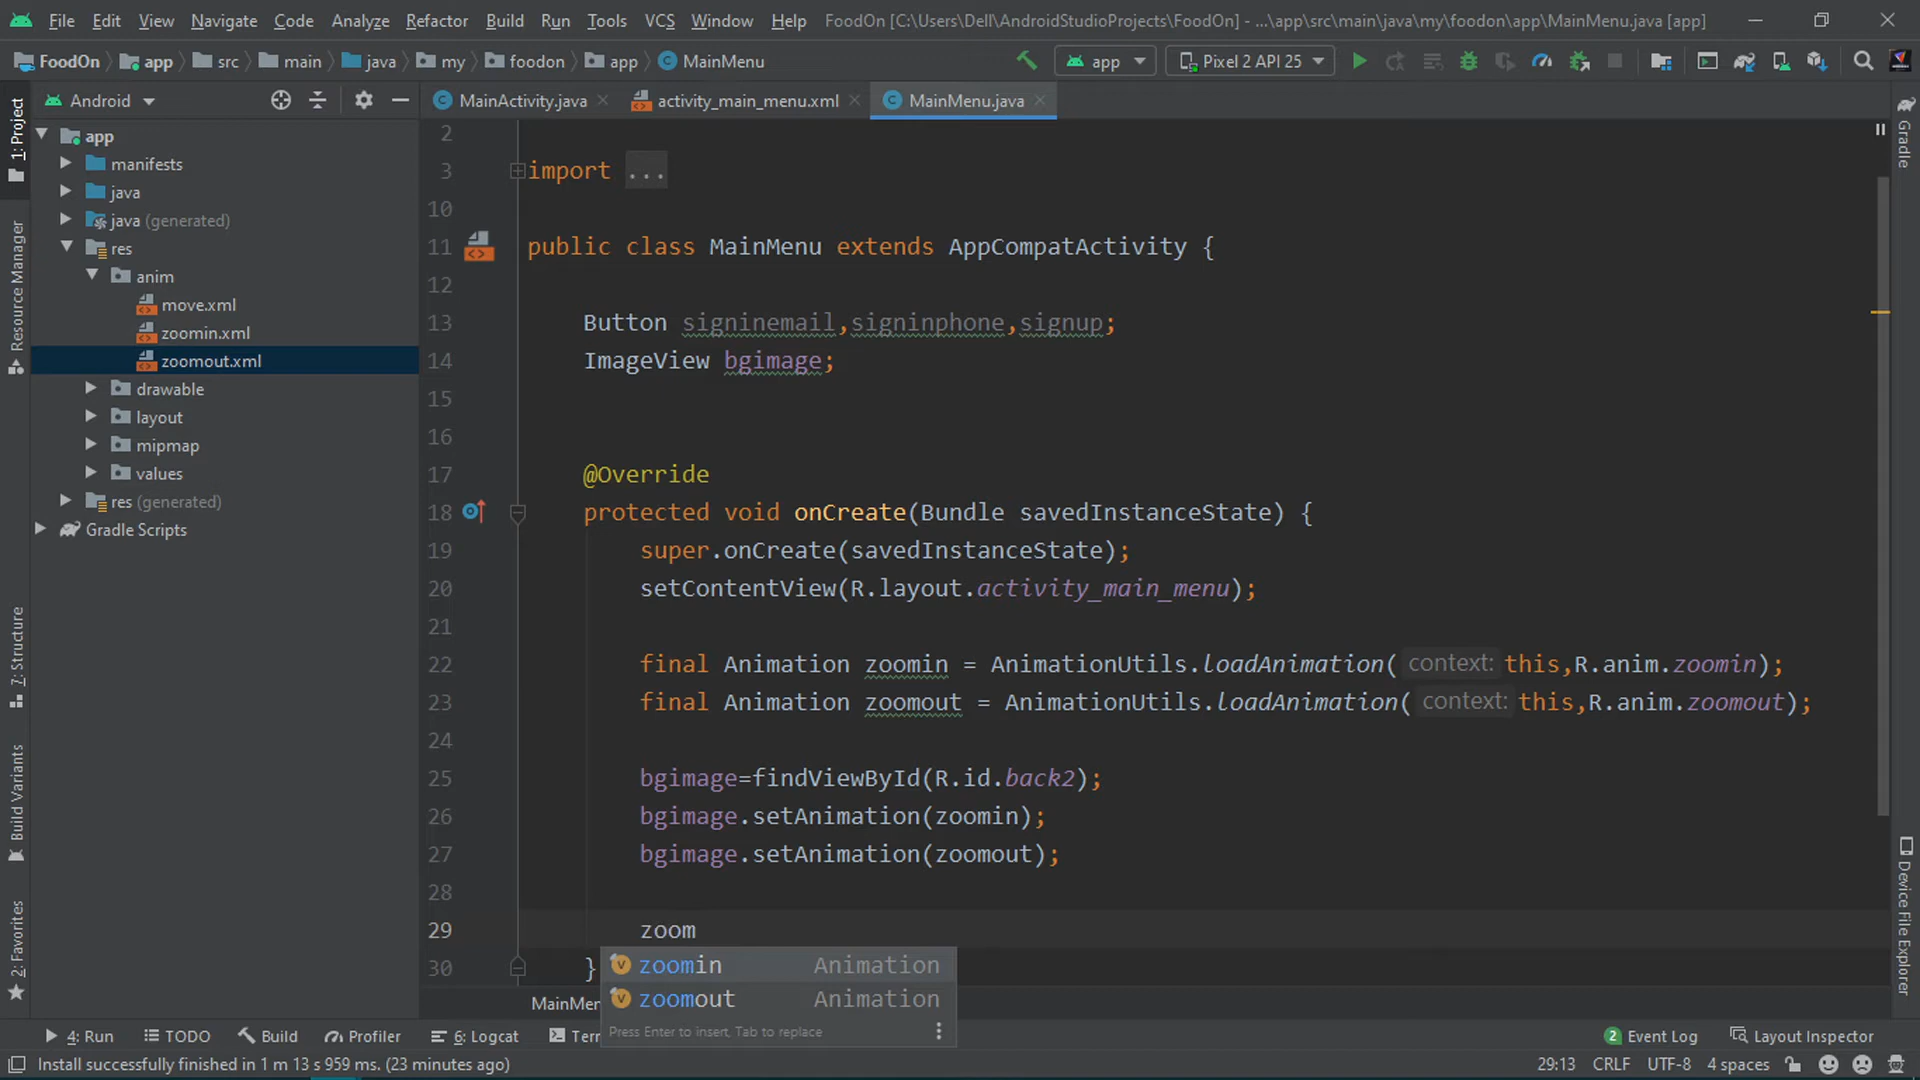 File Edit View Navigate Code Analyze Refactor Build Run Tools VCS Window Help FoodOn [C:\Users\Dell\AndroidStudioProjects\FoodOn] - ...\app\src\main\java\my\foodon\app\MainMenu.java [app]
FoodOn app src main java my foodon app MainMenu app Pixel 2 API 25
Android MainActivity.java activity_main_menu.xml MainMenu.java
1: Project
Resource Manager
7: Structure
Build Variants
2: Favorites
app
manifests
java
java (generated)
res
anim
move.xml
zoomin.xml
zoomout.xml
drawable
layout
mipmap
values
res (generated)
Gradle Scripts
2
3 import ...
10
11 public class MainMenu extends AppCompatActivity {
12
13 Button signinemail,signinphone,signup;
14 ImageView bgimage;
15
16
17 @Override
18 protected void onCreate(Bundle savedInstanceState) {
19 super.onCreate(savedInstanceState);
20 setContentView(R.layout.activity_main_menu);
21
22 final Animation zoomin = AnimationUtils.loadAnimation( context: this,R.anim.zoomin);
23 final Animation zoomout = AnimationUtils.loadAnimation( context: this,R.anim.zoomout);
24
25 bgimage=findViewById(R.id.back2);
26 bgimage.setAnimation(zoomin);
27 bgimage.setAnimation(zoomout);
28
29 zoom
30 }
zoomin Animation
zoomout Animation
Press Enter to insert, Tab to replace
MainMen
Gradle
Device File Explorer
4: Run TODO Build Profiler 6: Logcat Ter 2 Event Log Layout Inspector
Install successfully finished in 1 m 13 s 959 ms. (23 minutes ago) 29:13 CRLF UTF-8 4 spaces